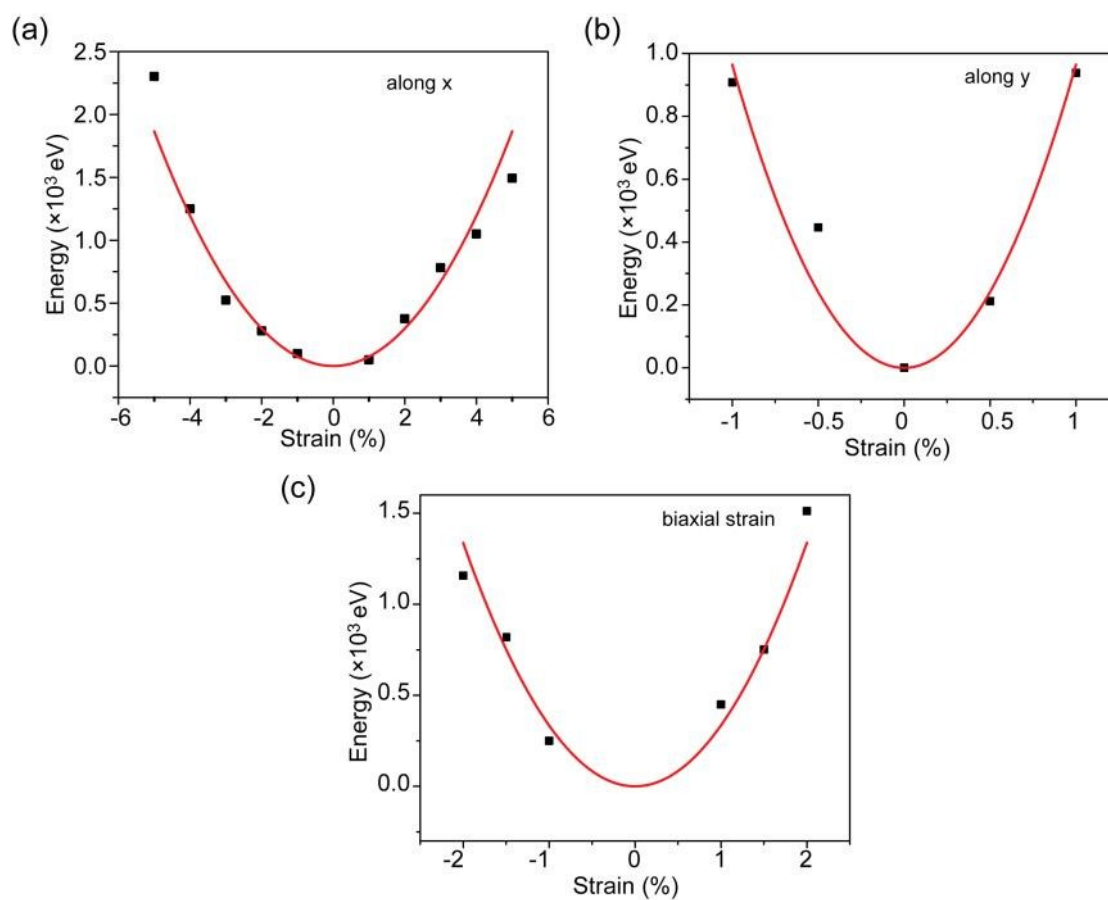 (a)
2.5
2.0
1.5
1.0
0.5
0.0
Energy (×10³ eV)
along x
-6 -4 -2 0 2 4 6
Strain (%)
(b)
1.0
0.8
0.6
0.4
0.2
0.0
Energy (×10³ eV)
along y
-1 -0.5 0 0.5 1
Strain (%)
(c)
1.5
1.0
0.5
0.0
Energy (×10³ eV)
biaxial strain
-2 -1 0 1 2
Strain (%)